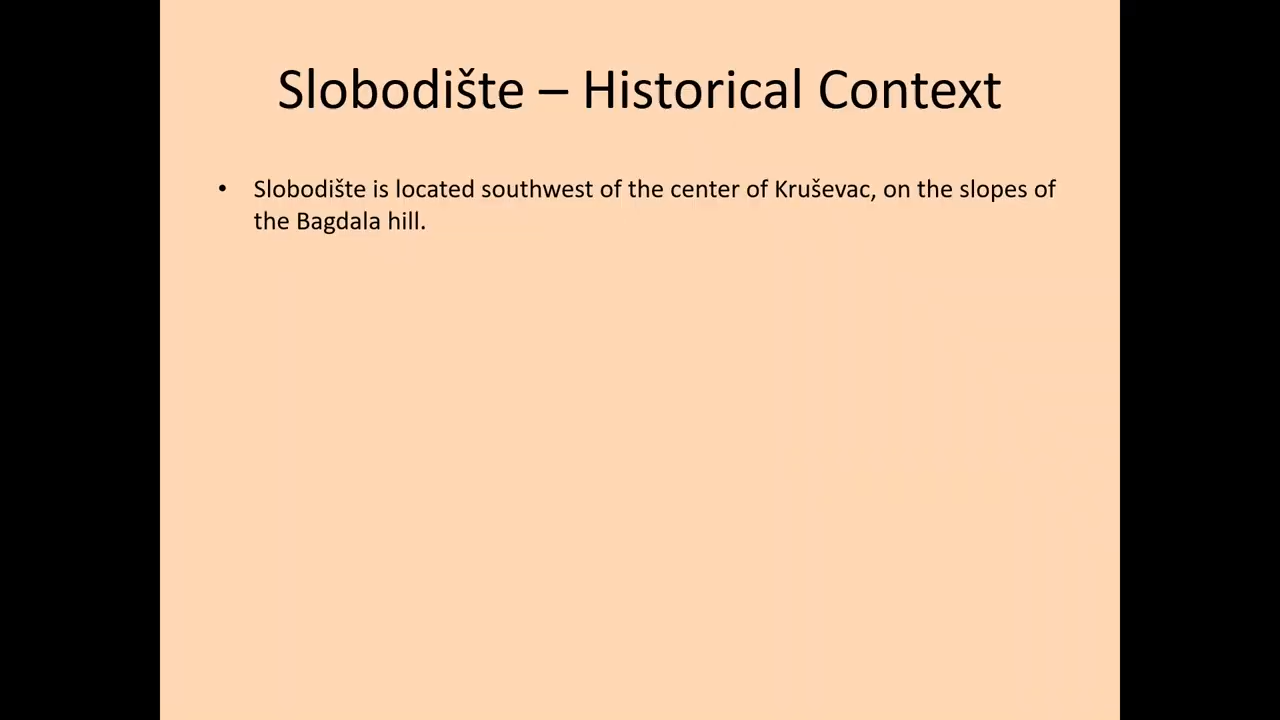 Slobodište – Historical Context
• Slobodište is located southwest of the center of Kruševac, on the slopes of
the Bagdala hill.